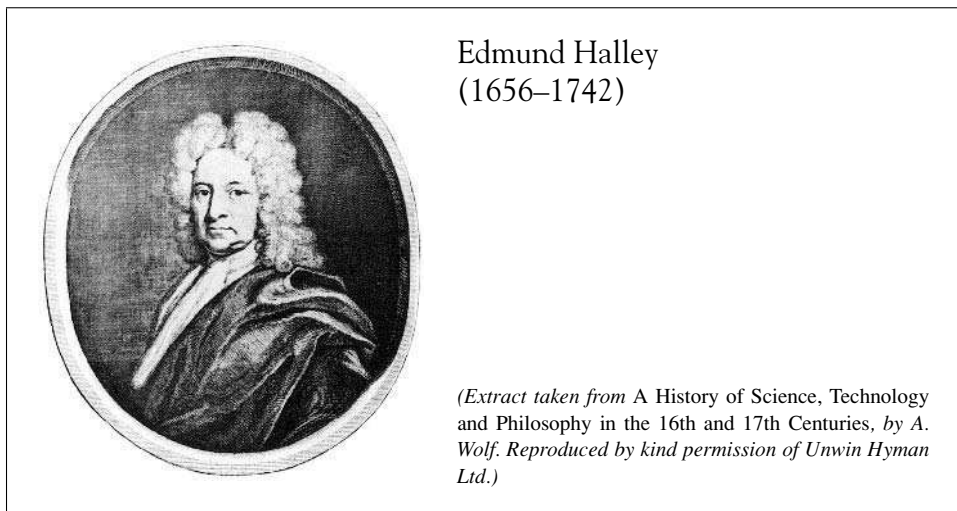 Edmund Halley
(1656–1742)
(Extract taken from A History of Science, Technology
and Philosophy in the 16th and 17th Centuries, by A.
Wolf. Reproduced by kind permission of Unwin Hyman
Ltd.)